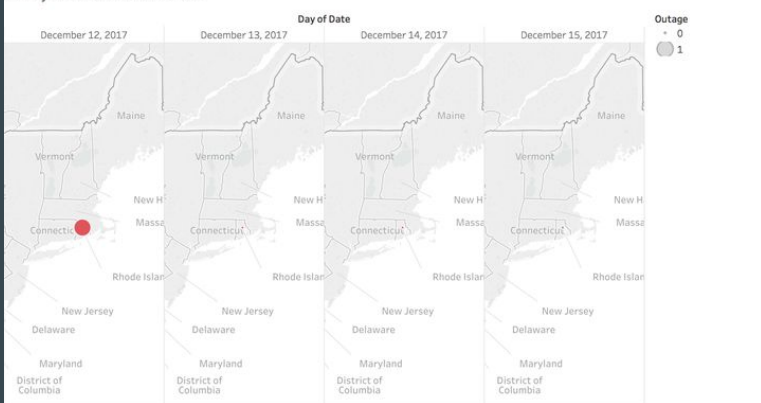 Day of Date
December 12, 2017
December 13, 2017
December 14, 2017
December 15, 2017
Outage
0
1
Maine
Vermont
New H
Massa
Connectic
Rhode Islan
New Jersey
Delaware
Maryland
District of
Columbia
Maine
Vermont
New H
Massa
Connecticut
Rhode Islan
New Jersey
Delaware
Maryland
District of
Columbia
Maine
Vermont
New H
Massa
Connecticut
Rhode Islan
New Jersey
Delaware
Maryland
District of
Columbia
Maine
Vermont
New H
Massa
Connecticut
Rhode Islan
New Jersey
Delaware
Maryland
District of
Columbia